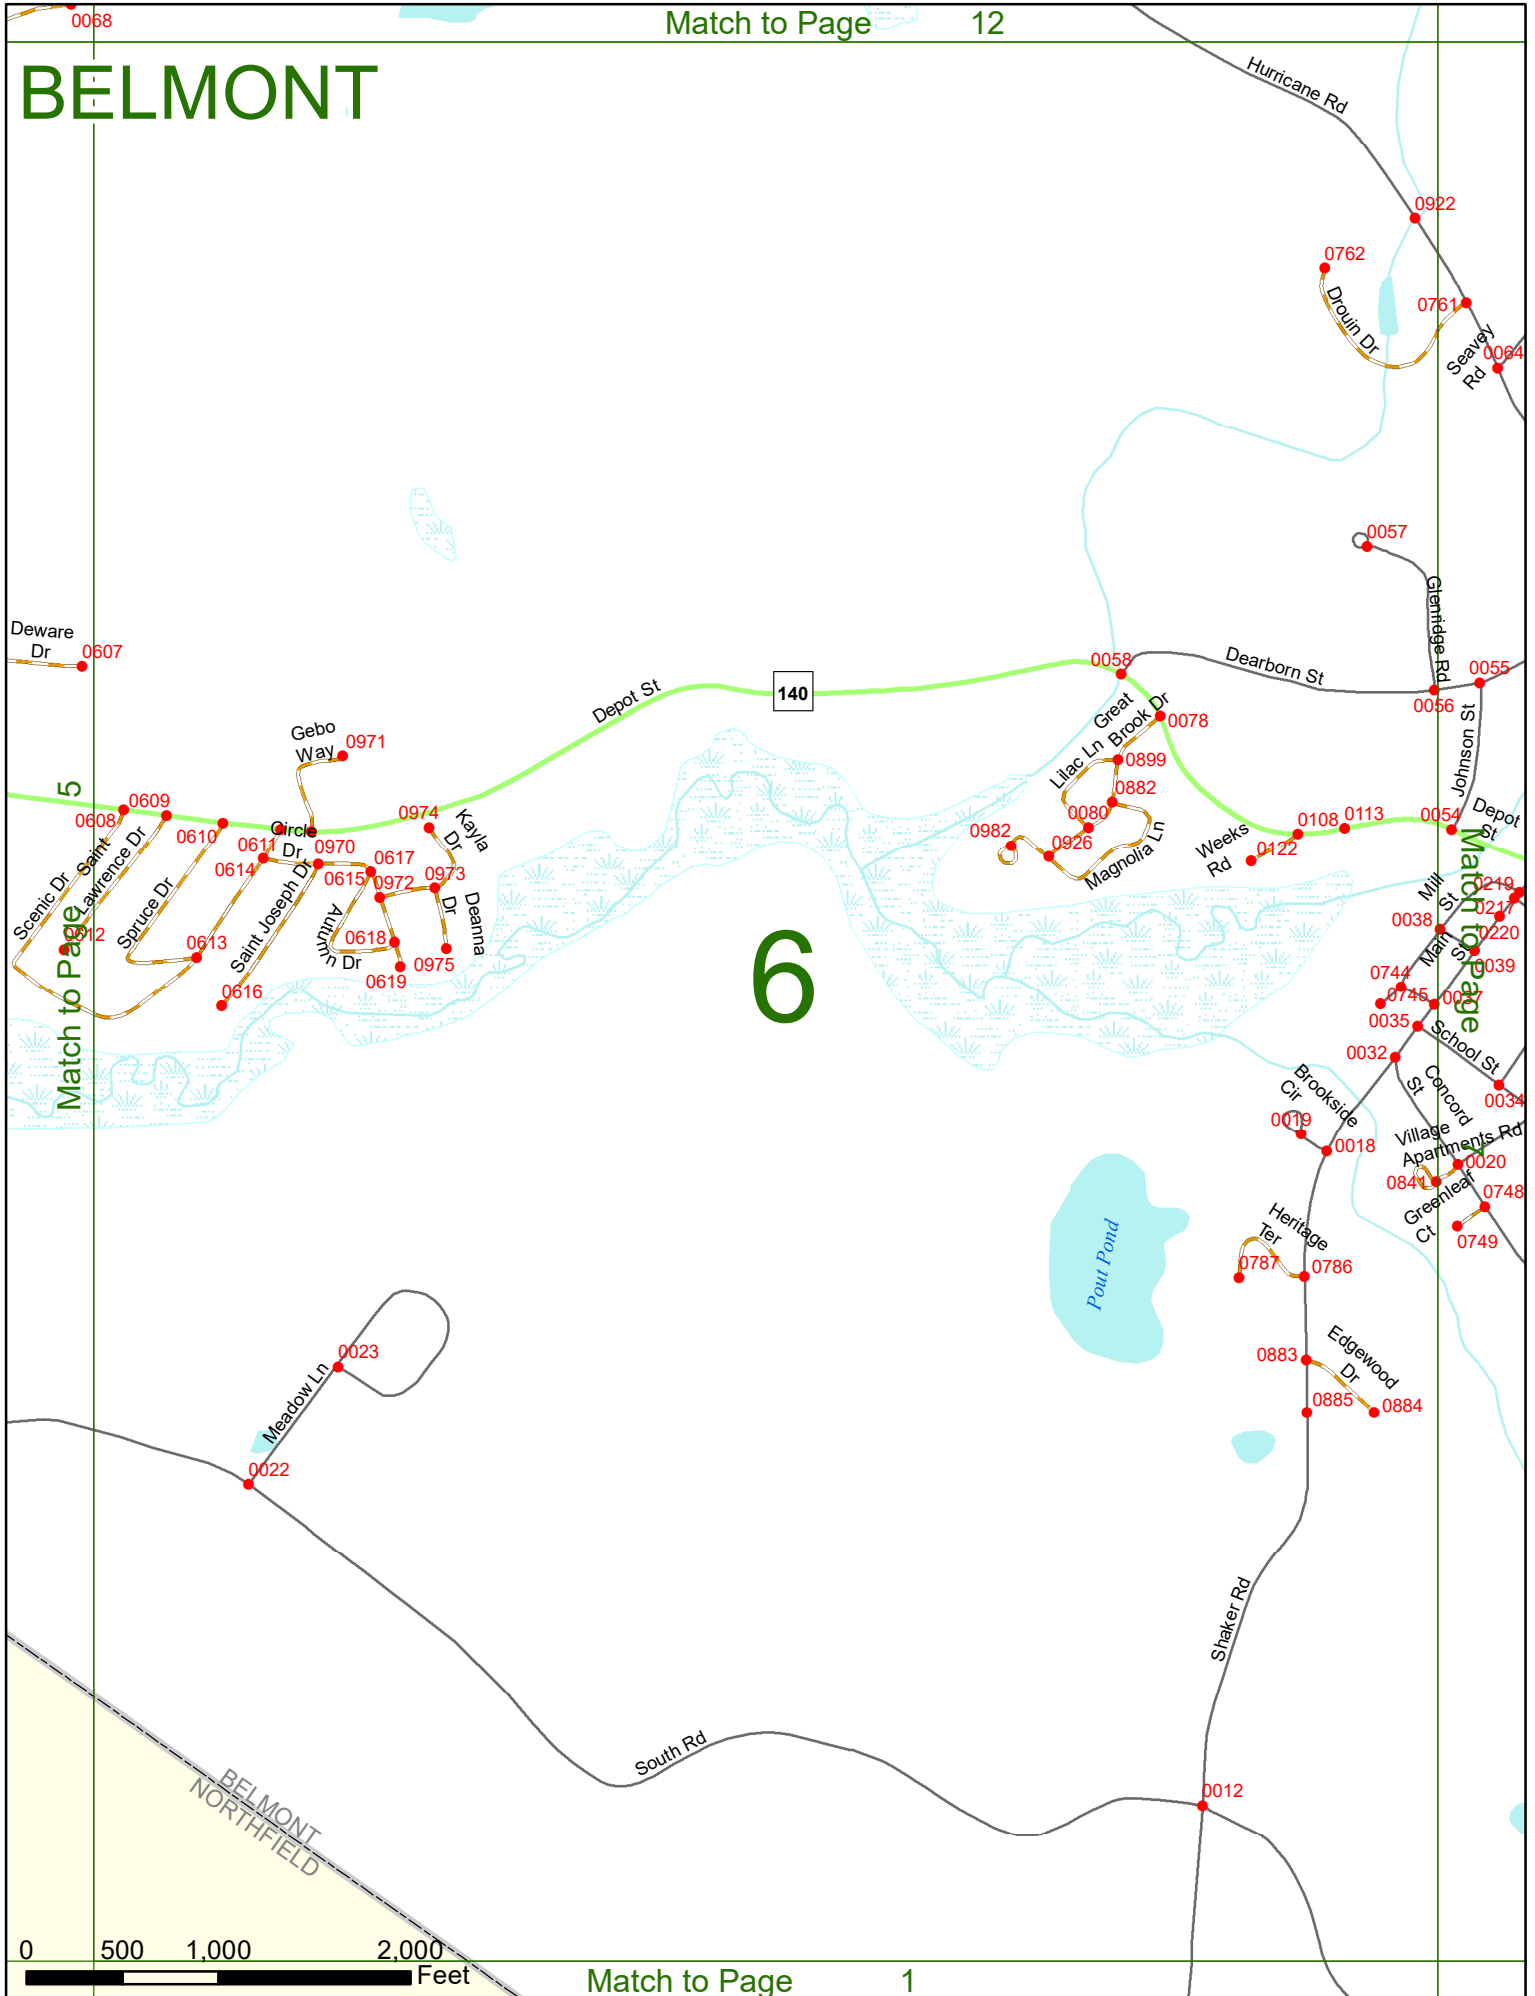 0068
Match to Page 12
BELMONT
Hurricane Rd
0922
0762
0761
Drouin Dr
Seavey
Rd
0064
0057
Glenridge Rd
Deware
Dr
0607
0058
Dearborn St
0055
0056
Depot St
140
Great
Brook Dr
0078
Johnson St
Gebo
Way
0971
Lilac Ln
0899
0882
Match to Page 5
0609
0608
0610
0974
Kayla
Dr
0080
0982
0926
Magnolia Ln
Weeks
Rd
0108
0113
0122
0054
Depot
St
Circle
Dr
0611
0970
0614
0617
0615
0972
0973
Scenic Dr
Saint
Lawrence Dr
Spruce Dr
Saint Joseph Dr
Autumn Dr
Deanna
Dr
0612
0613
0618
0975
0619
0616
6
Mill
St
0219
0217
0038
0220
Main
St
0039
0744
0745
0037
0035
School St
0032
0034
Match to Page 7
Concord
St
Brookside
Cir
0019
0018
Village
Apartments Rd
0020
0841
Greenleaf
Ct
0748
0749
Pout Pond
Heritage
Ter
0787
0786
0883
Edgewood
Dr
0885
0884
0023
Meadow Ln
0022
Shaker Rd
South Rd
0012
BELMONT
NORTHFIELD
0 500 1,000 2,000
Feet
Match to Page 1